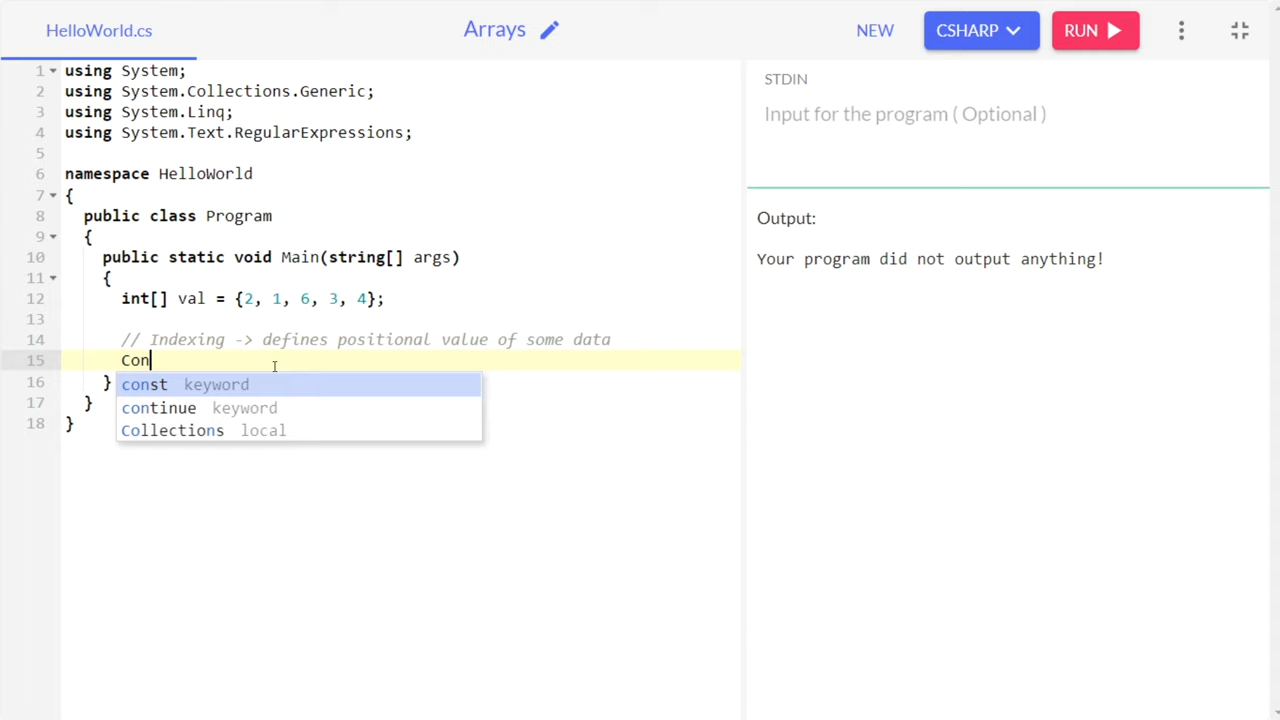 HelloWorld.cs
Arrays
NEW
CSHARP
RUN
1 using System;
2 using System.Collections.Generic;
3 using System.Linq;
4 using System.Text.RegularExpressions;
5
6 namespace HelloWorld
7 {
8 public class Program
9 {
10 public static void Main(string[] args)
11 {
12 int[] val = {2, 1, 6, 3, 4};
13
14 // Indexing -> defines positional value of some data
15 Con
const keyword
continue keyword
Collections local
16 }
17 }
18 }
STDIN
Input for the program ( Optional )
Output:
Your program did not output anything!